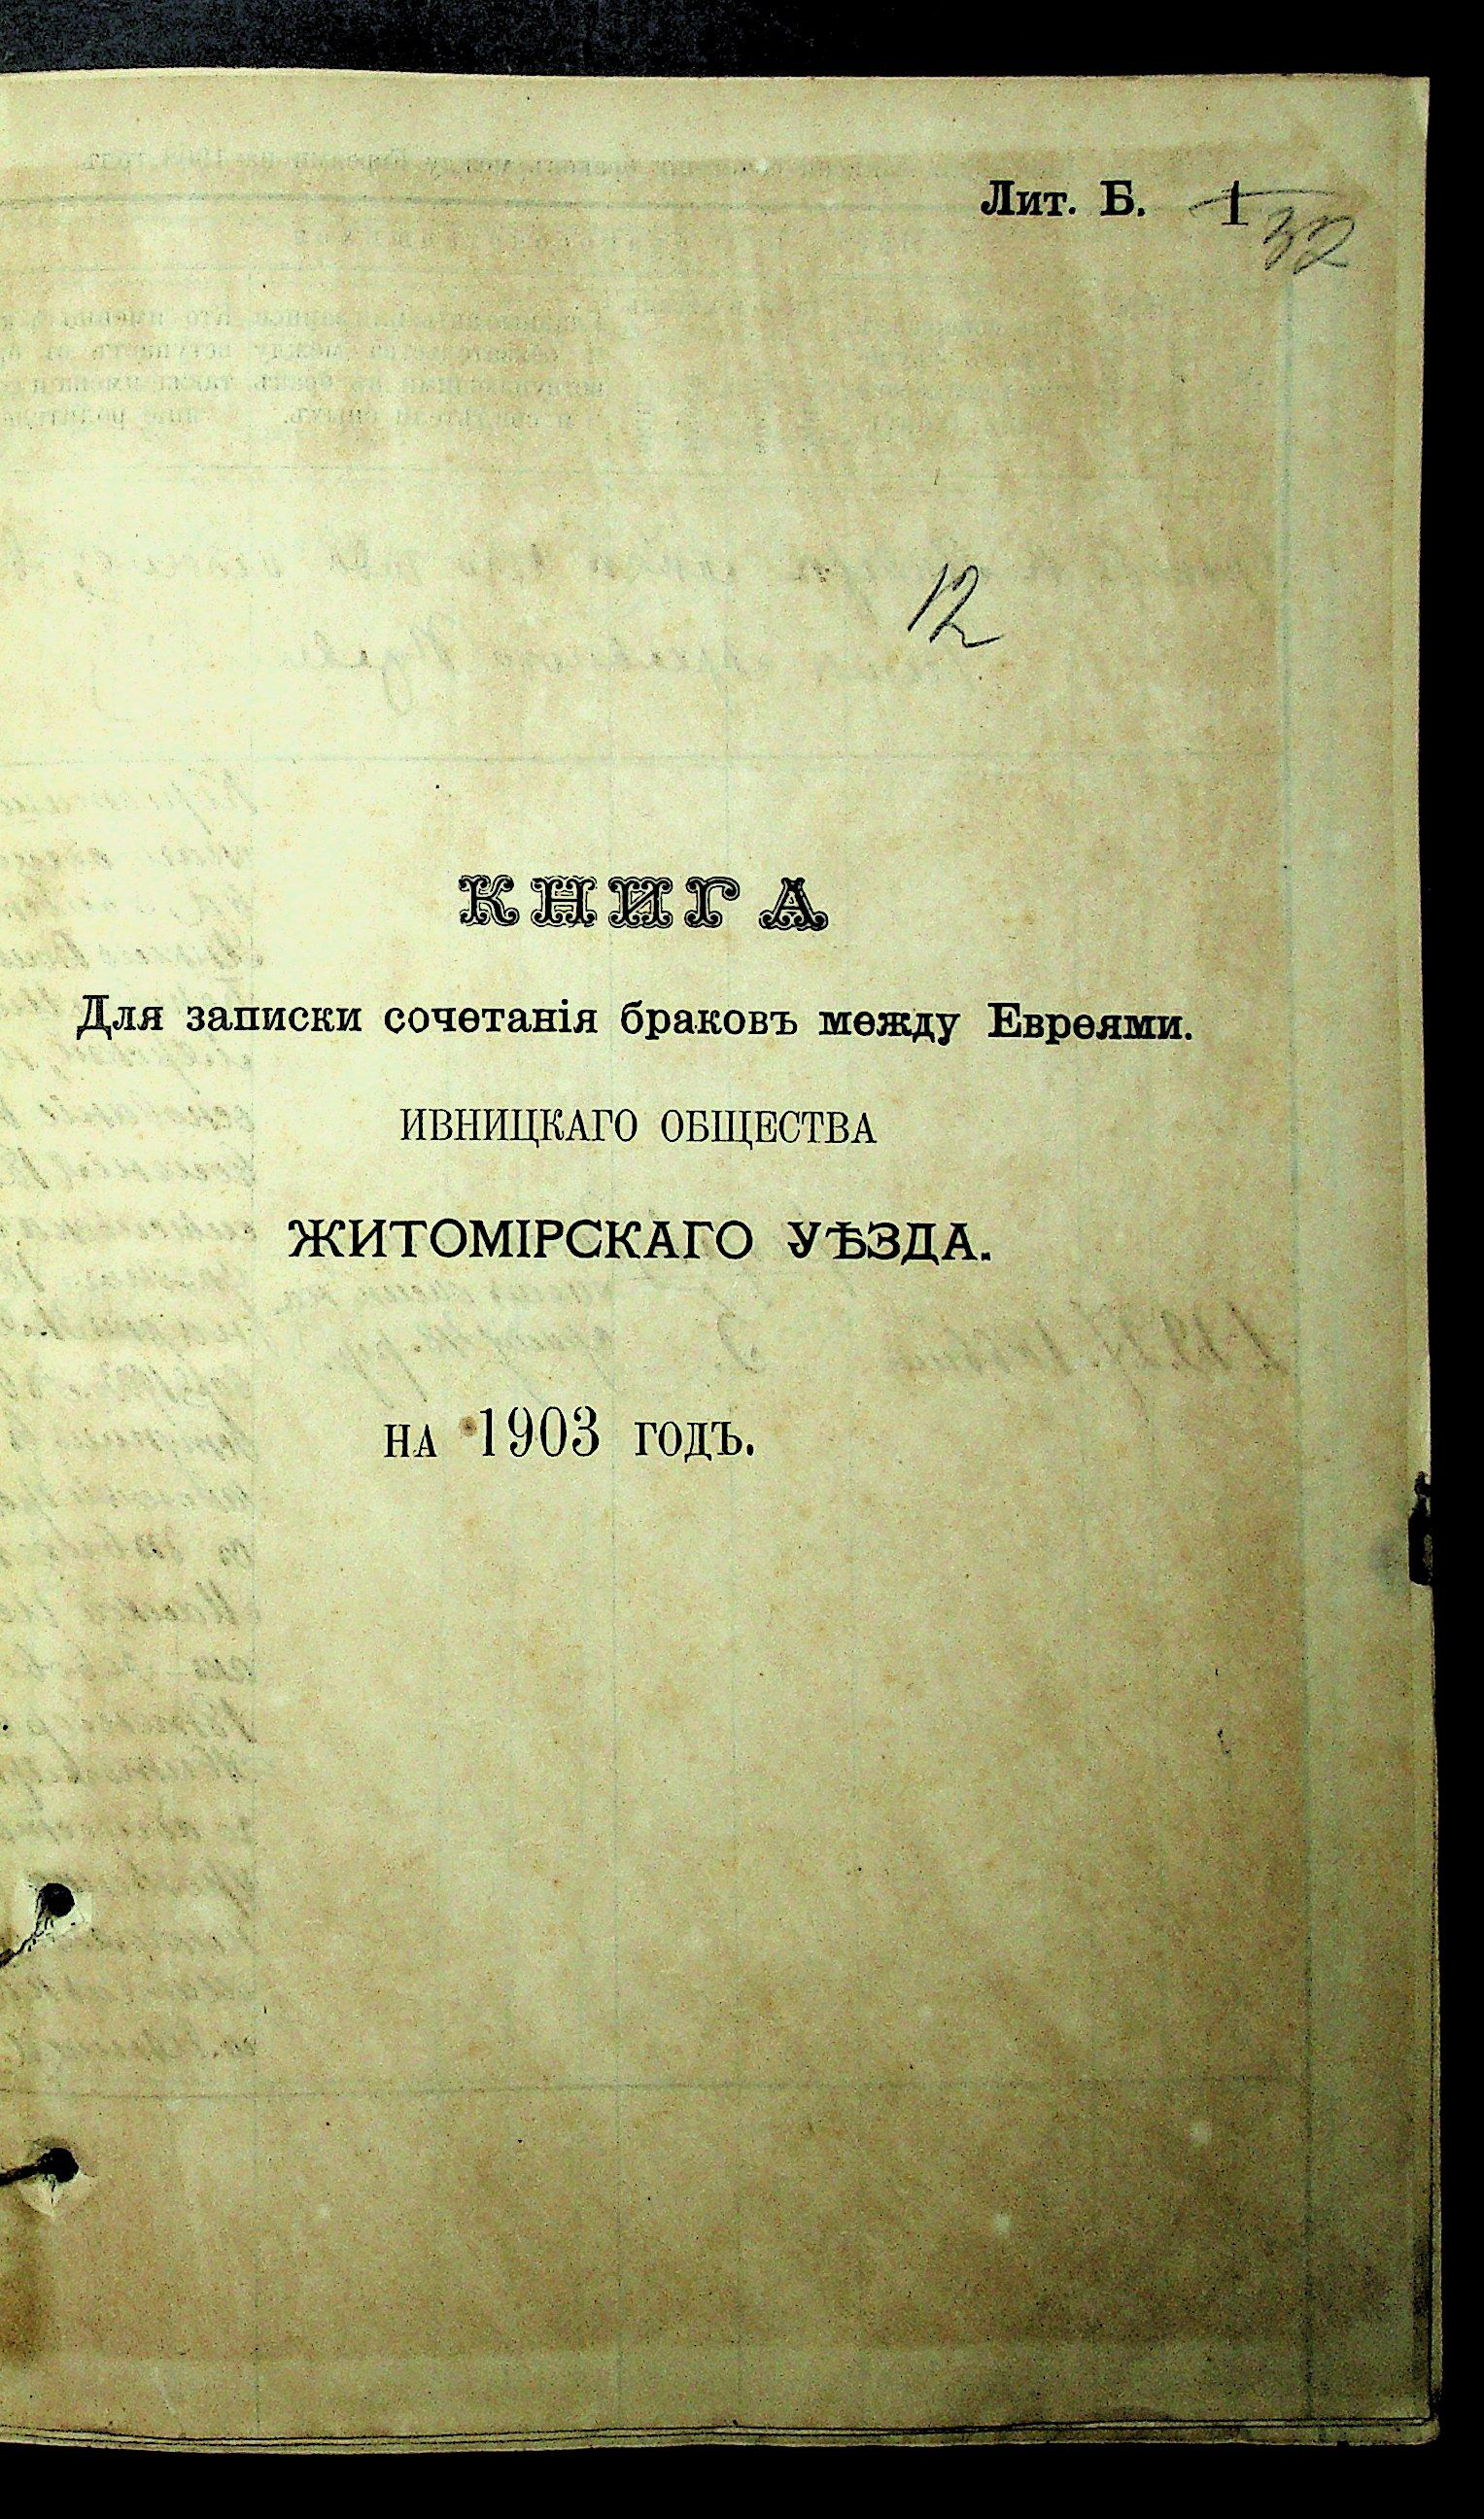 Лит. Б. 1
32
12
КНИГА
Для записки сочетанія браковъ между Евреями.
ИВНИЦКАГО ОБЩЕСТВА
ЖИТОМІРСКАГО УѢЗДА.
НА 1903 ГОДЪ.